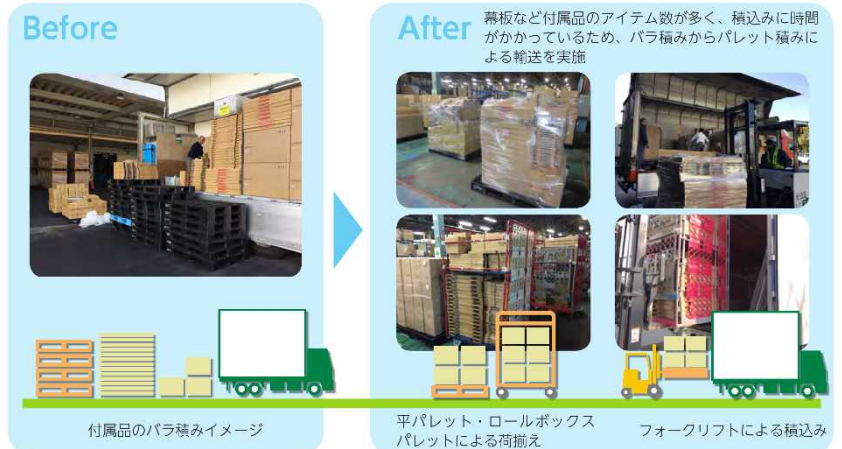 Before
After
幕板など付属品のアイテム数が多く、積込みに時間
がかかっているため、バラ積みからパレット積みに
よる輸送を実施
付属品のバラ積みイメージ
平パレット・ロールボックス
パレットによる荷揃え
フォークリフトによる積込み